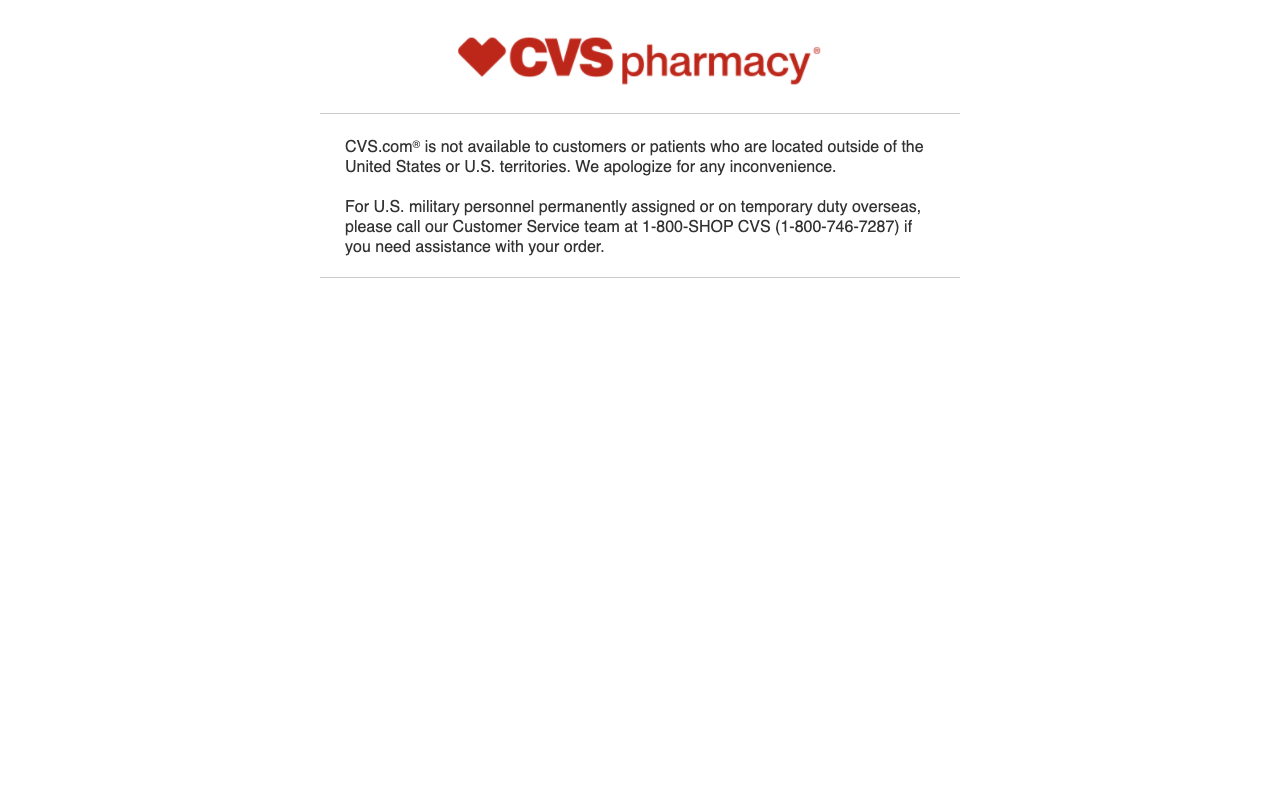 CVS pharmacy®
CVS.com® is not available to customers or patients who are located outside of the
United States or U.S. territories. We apologize for any inconvenience.
For U.S. military personnel permanently assigned or on temporary duty overseas,
please call our Customer Service team at 1-800-SHOP CVS (1-800-746-7287) if
you need assistance with your order.